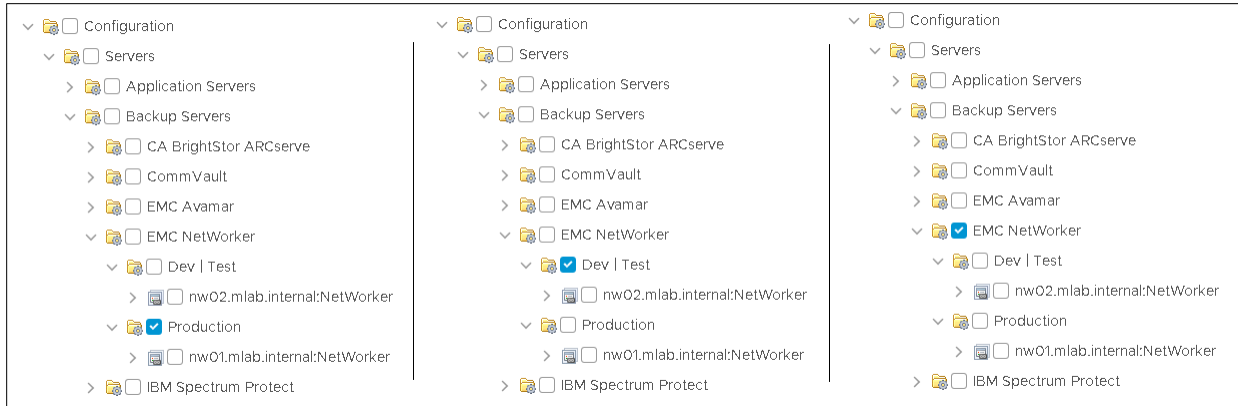 Configuration
Servers
Application Servers
Backup Servers
CA BrightStor ARCserve
CommVault
EMC Avamar
EMC NetWorker
Dev | Test
nw02.mlab.internal:NetWorker
Production
nw01.mlab.internal:NetWorker
IBM Spectrum Protect
Configuration
Servers
Application Servers
Backup Servers
CA BrightStor ARCserve
CommVault
EMC Avamar
EMC NetWorker
Dev | Test
nw02.mlab.internal:NetWorker
Production
nw01.mlab.internal:NetWorker
IBM Spectrum Protect
Configuration
Servers
Application Servers
Backup Servers
CA BrightStor ARCserve
CommVault
EMC Avamar
EMC NetWorker
Dev | Test
nw02.mlab.internal:NetWorker
Production
nw01.mlab.internal:NetWorker
IBM Spectrum Protect